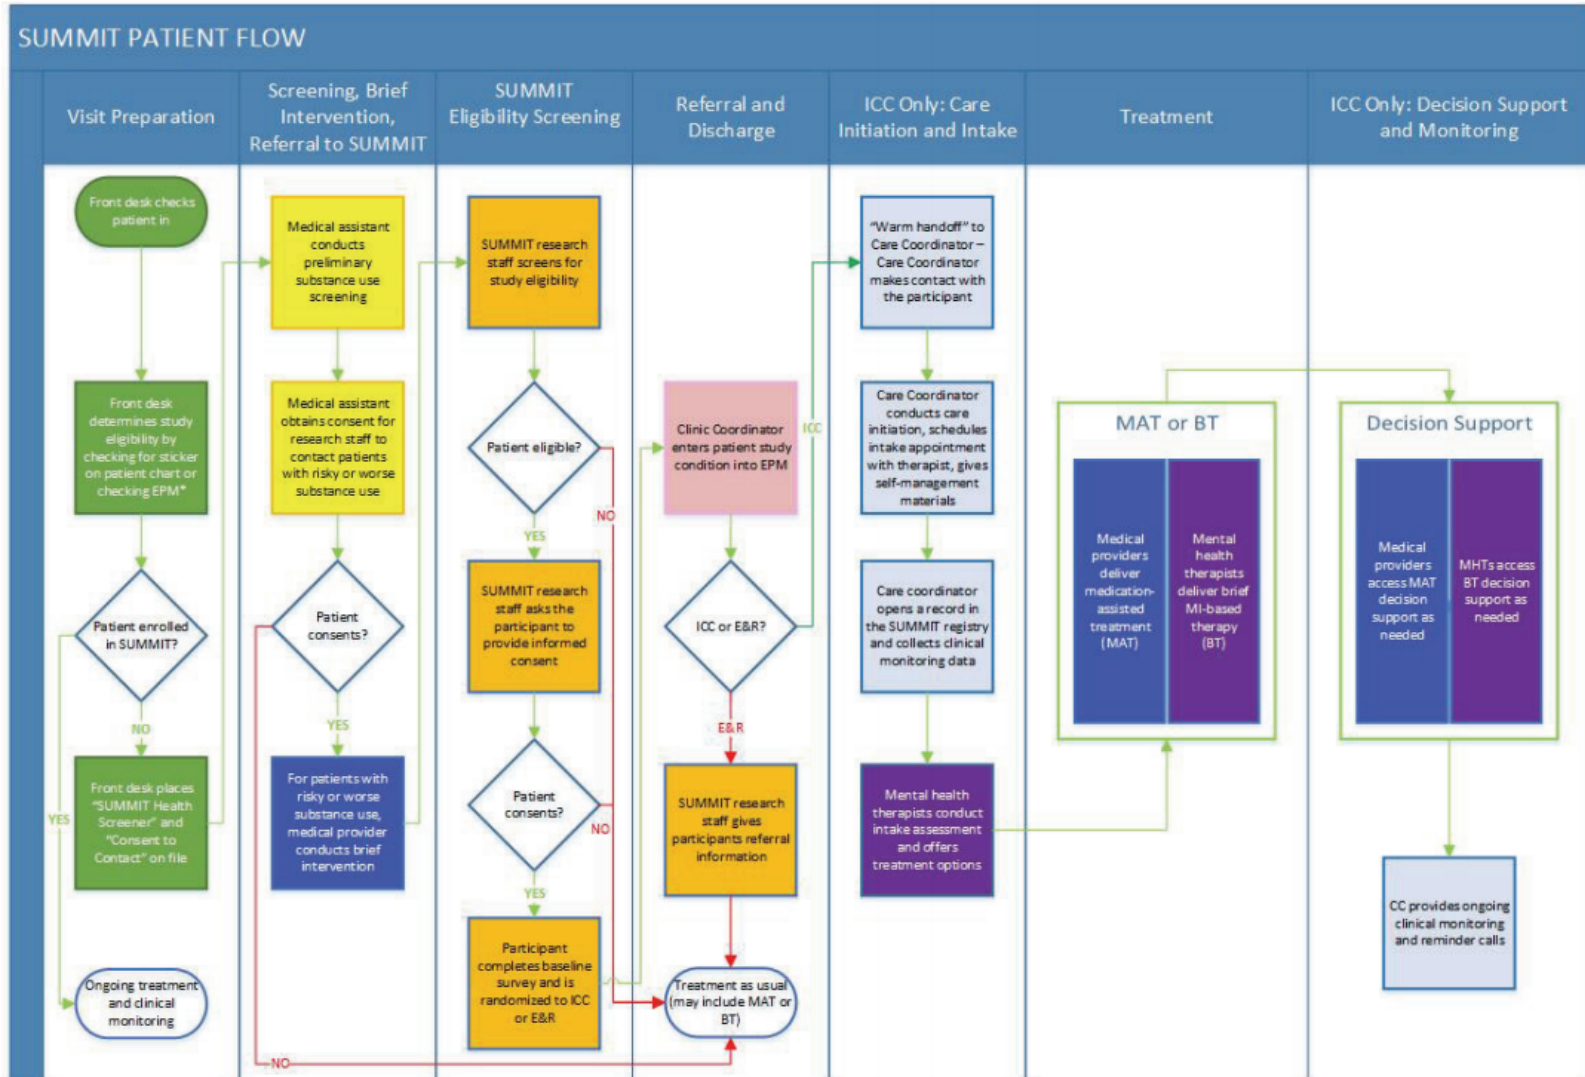 SUMMIT PATIENT FLOW
Visit Preparation
Screening, Brief
Intervention,
Referral to SUMMIT
SUMMIT
Eligibility Screening
Referral and
Discharge
ICC Only: Care
Initiation and Intake
Treatment
ICC Only: Decision Support
and Monitoring
Front desk checks
patient in
Front desk
determines study
eligibility by
checking for sticker
on patient chart or
checking EPM*
Patient enrolled
in SUMMIT?
NO
YES
Front desk places
"SUMMIT Health
Screener" and
"Consent to
Contact" on file
Ongoing treatment
and clinical
monitoring
Medical assistant
conducts
preliminary
substance use
screening
Medical assistant
obtains consent for
research staff to
contact patients
with risky or worse
substance use
Patient
consents?
YES
For patients with
risky or worse
substance use,
medical provider
conducts brief
intervention
NO
SUMMIT research
staff screens for
study eligibility
Patient eligible?
NO
YES
SUMMIT research
staff asks the
participant to
provide informed
consent
Patient
consents?
NO
YES
Participant
completes baseline
survey and is
randomized to ICC
or E&R
Clinic Coordinator
enters patient study
condition into EPM
ICC or E&R?
ICC
E&R
SUMMIT research
staff gives
participants referral
information
Treatment as usual
(may include MAT or
BT)
"Warm handoff" to
Care Coordinator –
Care Coordinator
makes contact with
the participant
Care Coordinator
conducts care
initiation, schedules
intake appointment
with therapist, gives
self-management
materials
Care coordinator
opens a record in
the SUMMIT registry
and collects clinical
monitoring data
Mental health
therapists conduct
intake assessment
and offers
treatment options
MAT or BT
Medical
providers
deliver
medication-
assisted
treatment
(MAT)
Mental
health
therapists
deliver brief
MI-based
therapy
(BT)
Decision Support
Medical
providers
access MAT
decision
support as
needed
MHTs access
BT decision
support as
needed
CC provides ongoing
clinical monitoring
and reminder calls